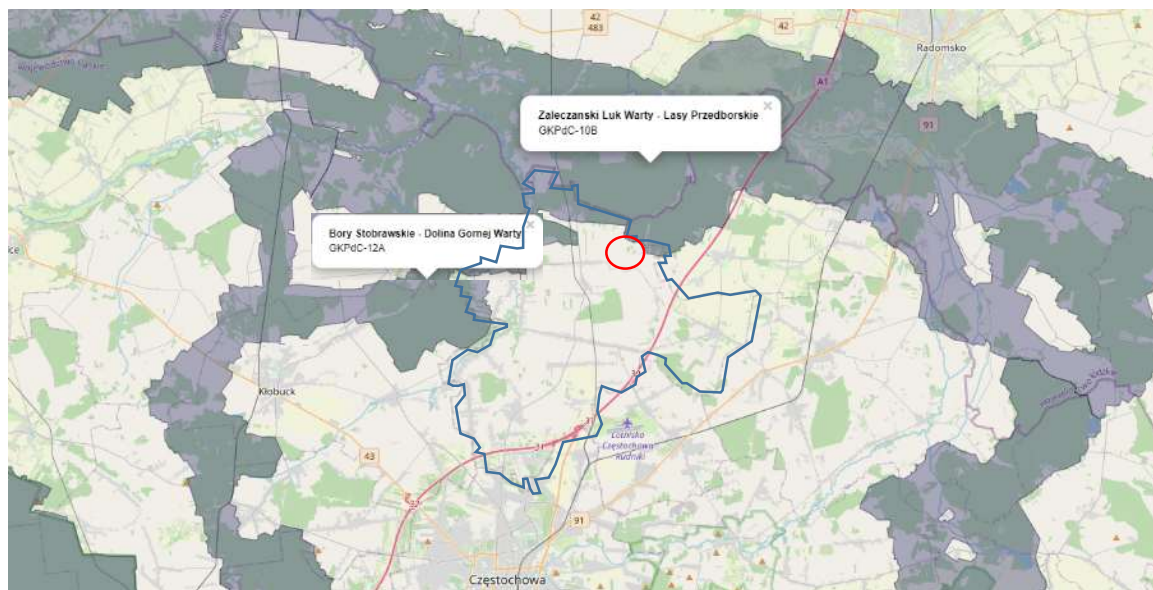 42
483
42
Radomsko
A1
Zaleczanski Luk Warty - Lasy Przedborskie
GKPdC-10B
91
Bory Stobrawskie - Dolina Gornej Warty
GKPdC-12A
Kłobuck
Lotnisko
Częstochowa
Rudniki
31
43
91
Częstochowa